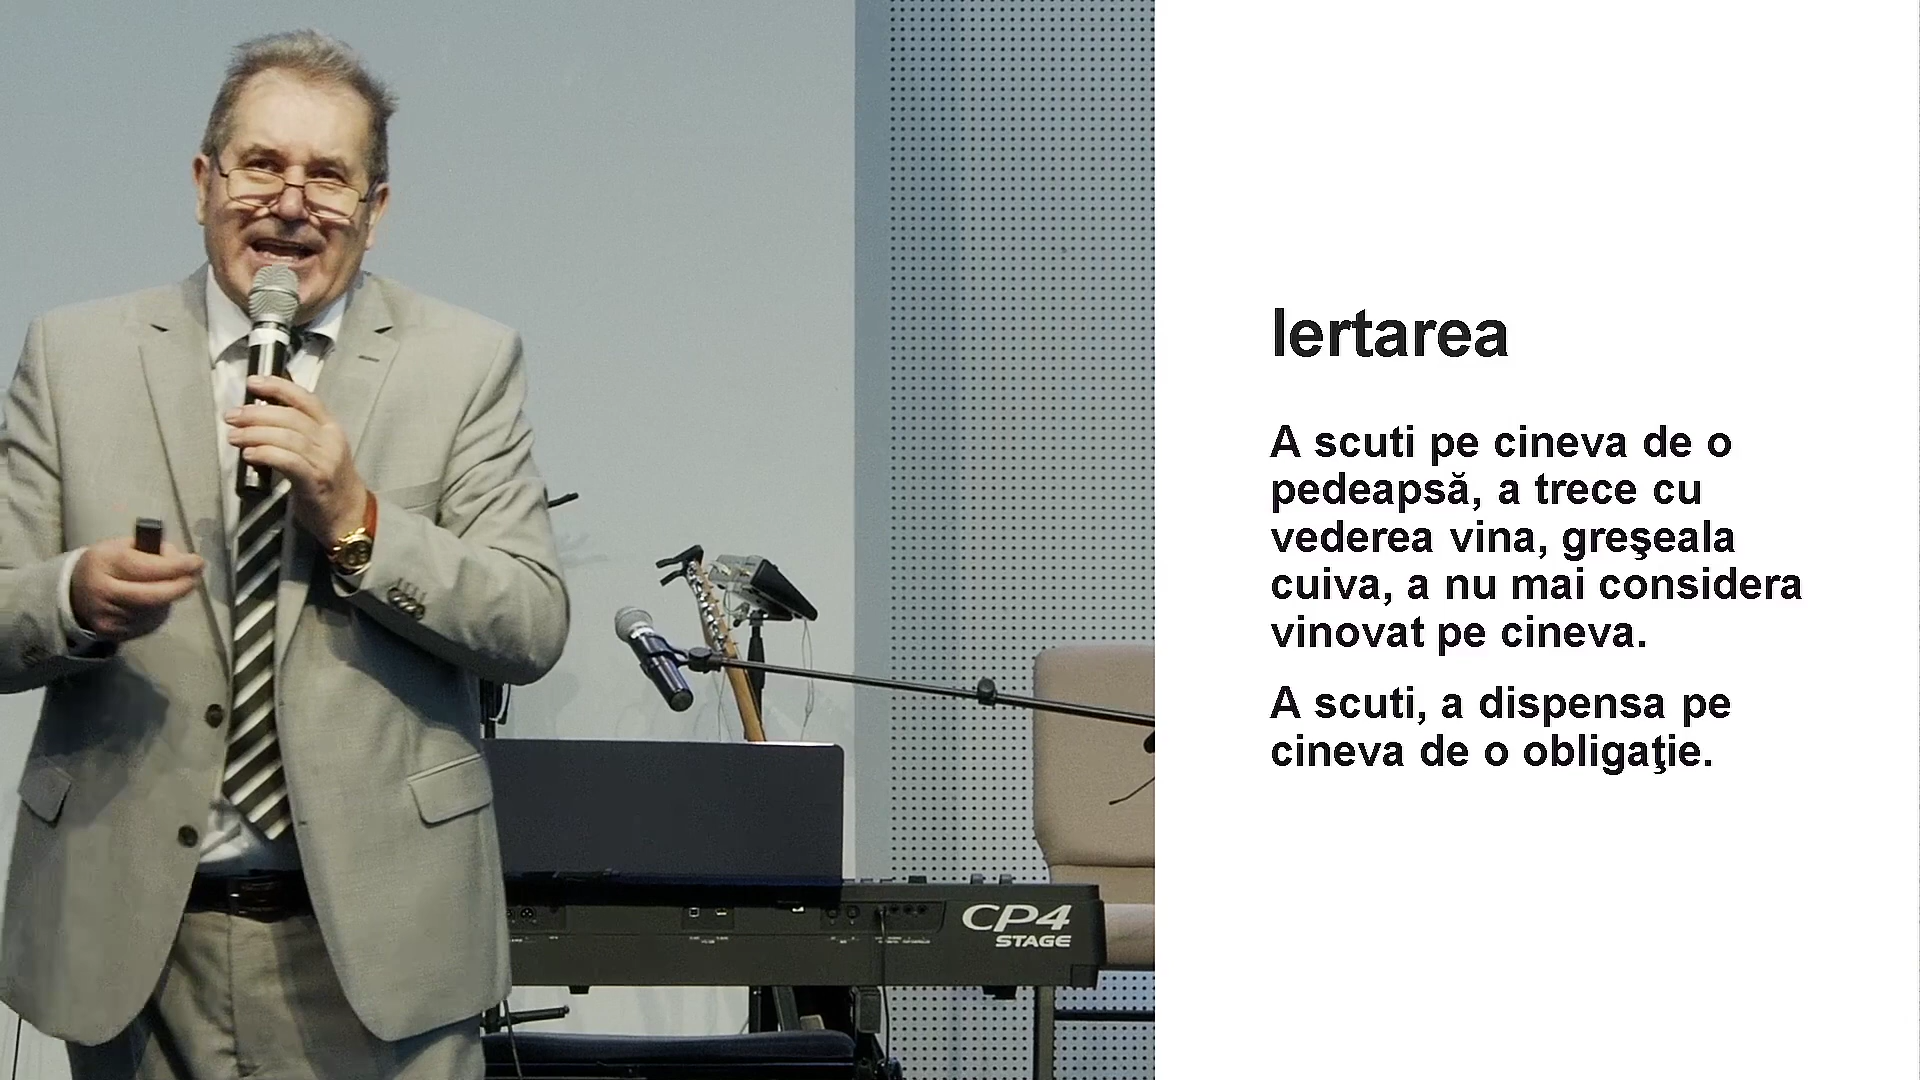 Iertarea
A scuti pe cineva de o
pedeapsă, a trece cu
vederea vina, greşeala
cuiva, a nu mai considera
vinovat pe cineva.
A scuti, a dispensa pe
cineva de o obligaţie.
CP4
STAGE